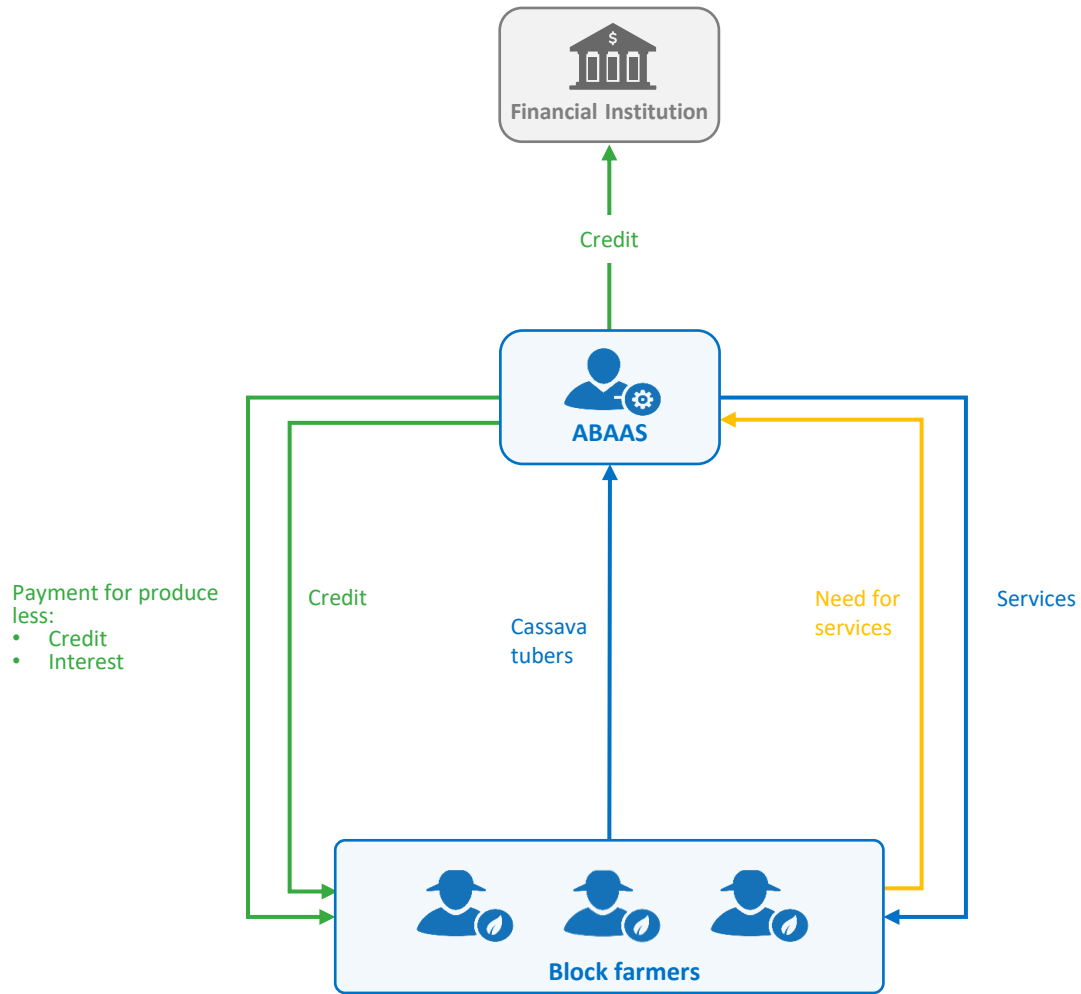 $
Financial Institution
Credit
ABAAS
Payment for produce
less:
• Credit
• Interest
Credit
Cassava
tubers
Need for
services
Services
Block farmers